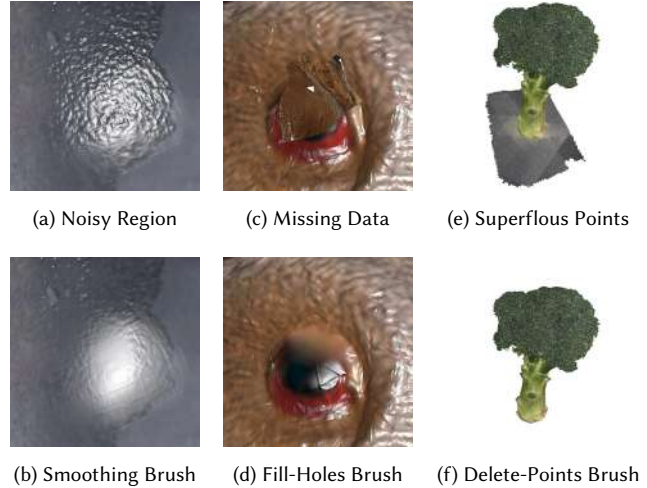 (a) Noisy Region
(c) Missing Data
(e) Superflous Points
(b) Smoothing Brush
(d) Fill-Holes Brush
(f) Delete-Points Brush